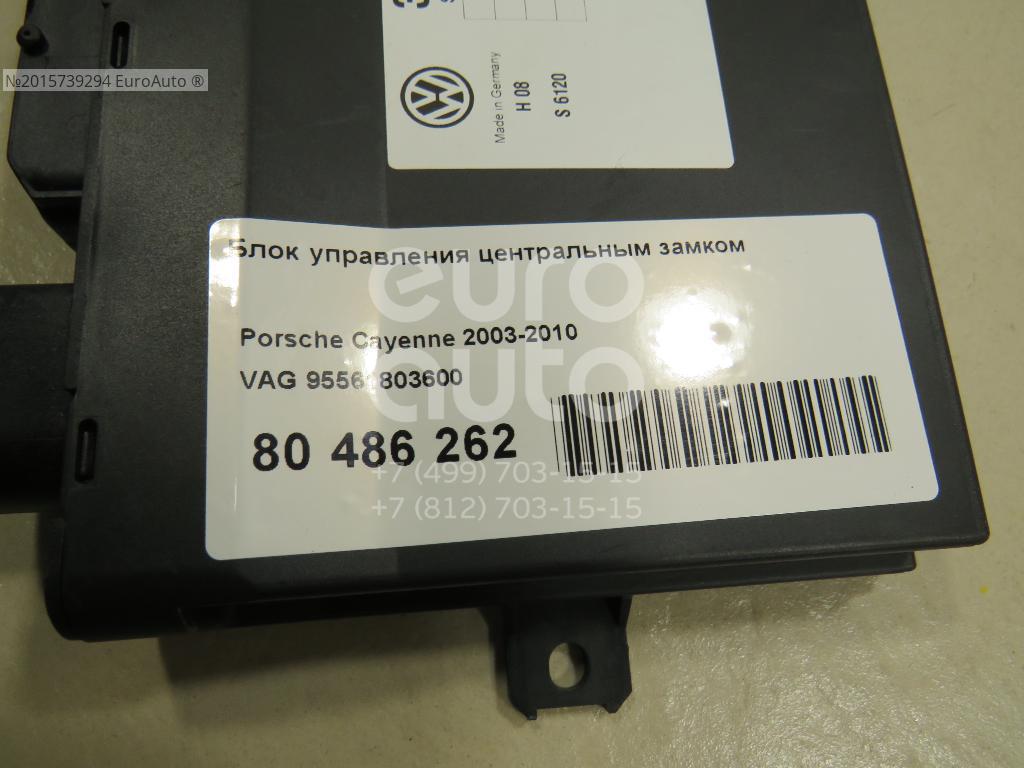 №2015739294 EuroAuto ®
Made in Germany
H 08
S 6120
Блок управления центральным замком
Porsche Cayenne 2003-2010
VAG 95561803600
80 486 262
euro
auto
+7 (499) 703-15-15
+7 (812) 703-15-15